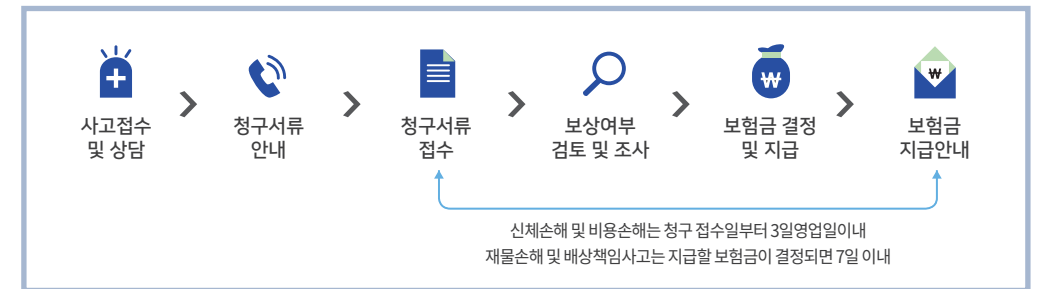 사고접수
및 상담
청구서류
안내
청구서류
접수
보상여부
검토 및 조사
₩
보험금 결정
및 지급
₩
보험금
지급안내
신체손해 및 비용손해는 청구 접수일부터 3일영업일이내
재물손해 및 배상책임사고는 지급할 보험금이 결정되면 7일 이내